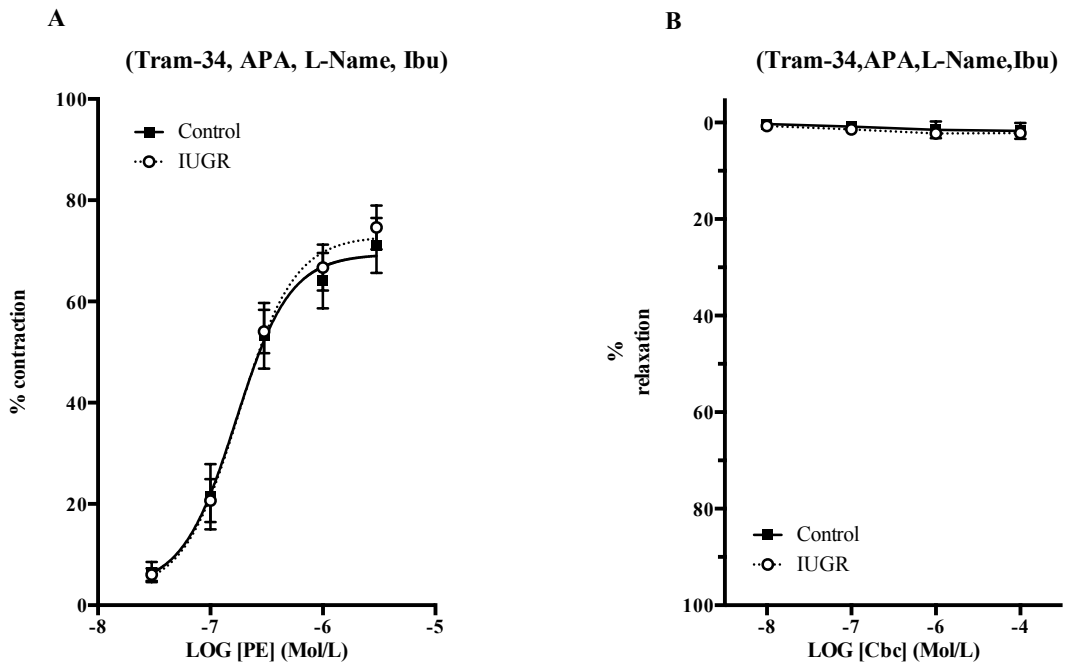 A
(Tram-34, APA, L-Name, Ibu)
100
80
60
40
20
0
% contraction
Control
IUGR
-8
-7
-6
-5
LOG [PE] (Mol/L)
B
(Tram-34,APA,L-Name,Ibu)
0
20
40
60
80
100
%
relaxation
Control
IUGR
-8
-7
-6
-4
LOG [Cbc] (Mol/L)